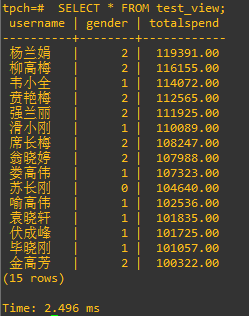 tpch=#  SELECT * FROM test_view;
 username | gender | totalspend
----------+--------+------------
 杨兰娟   |      2 |  119391.00
 柳高梅   |      2 |  116155.00
 韦小全   |      1 |  114072.00
 贲艳梅   |      2 |  112565.00
 强兰丽   |      2 |  111925.00
 滑小刚   |      1 |  110089.00
 席长梅   |      2 |  108247.00
 翁晓婷   |      2 |  107988.00
 娄高伟   |      1 |  107323.00
 苏长刚   |      0 |  104640.00
 喻高伟   |      1 |  102536.00
 袁晓轩   |      1 |  101835.00
 伏成峰   |      1 |  101725.00
 毕晓刚   |      1 |  101057.00
 金高芳   |      2 |  100322.00
(15 rows)
Time: 2.496 ms